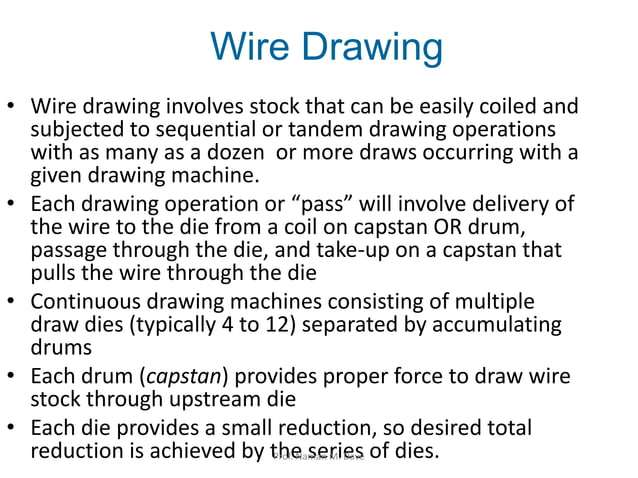 Wire Drawing
• Wire drawing involves stock that can be easily coiled and
subjected to sequential or tandem drawing operations
with as many as a dozen  or more draws occurring with a
given drawing machine.
• Each drawing operation or “pass” will involve delivery of
the wire to the die from a coil on capstan OR drum,
passage through the die, and take-up on a capstan that
pulls the wire through the die
• Continuous drawing machines consisting of multiple
draw dies (typically 4 to 12) separated by accumulating
drums
• Each drum (capstan) provides proper force to draw wire
stock through upstream die
• Each die provides a small reduction, so desired total
reduction is achieved by the series of dies.